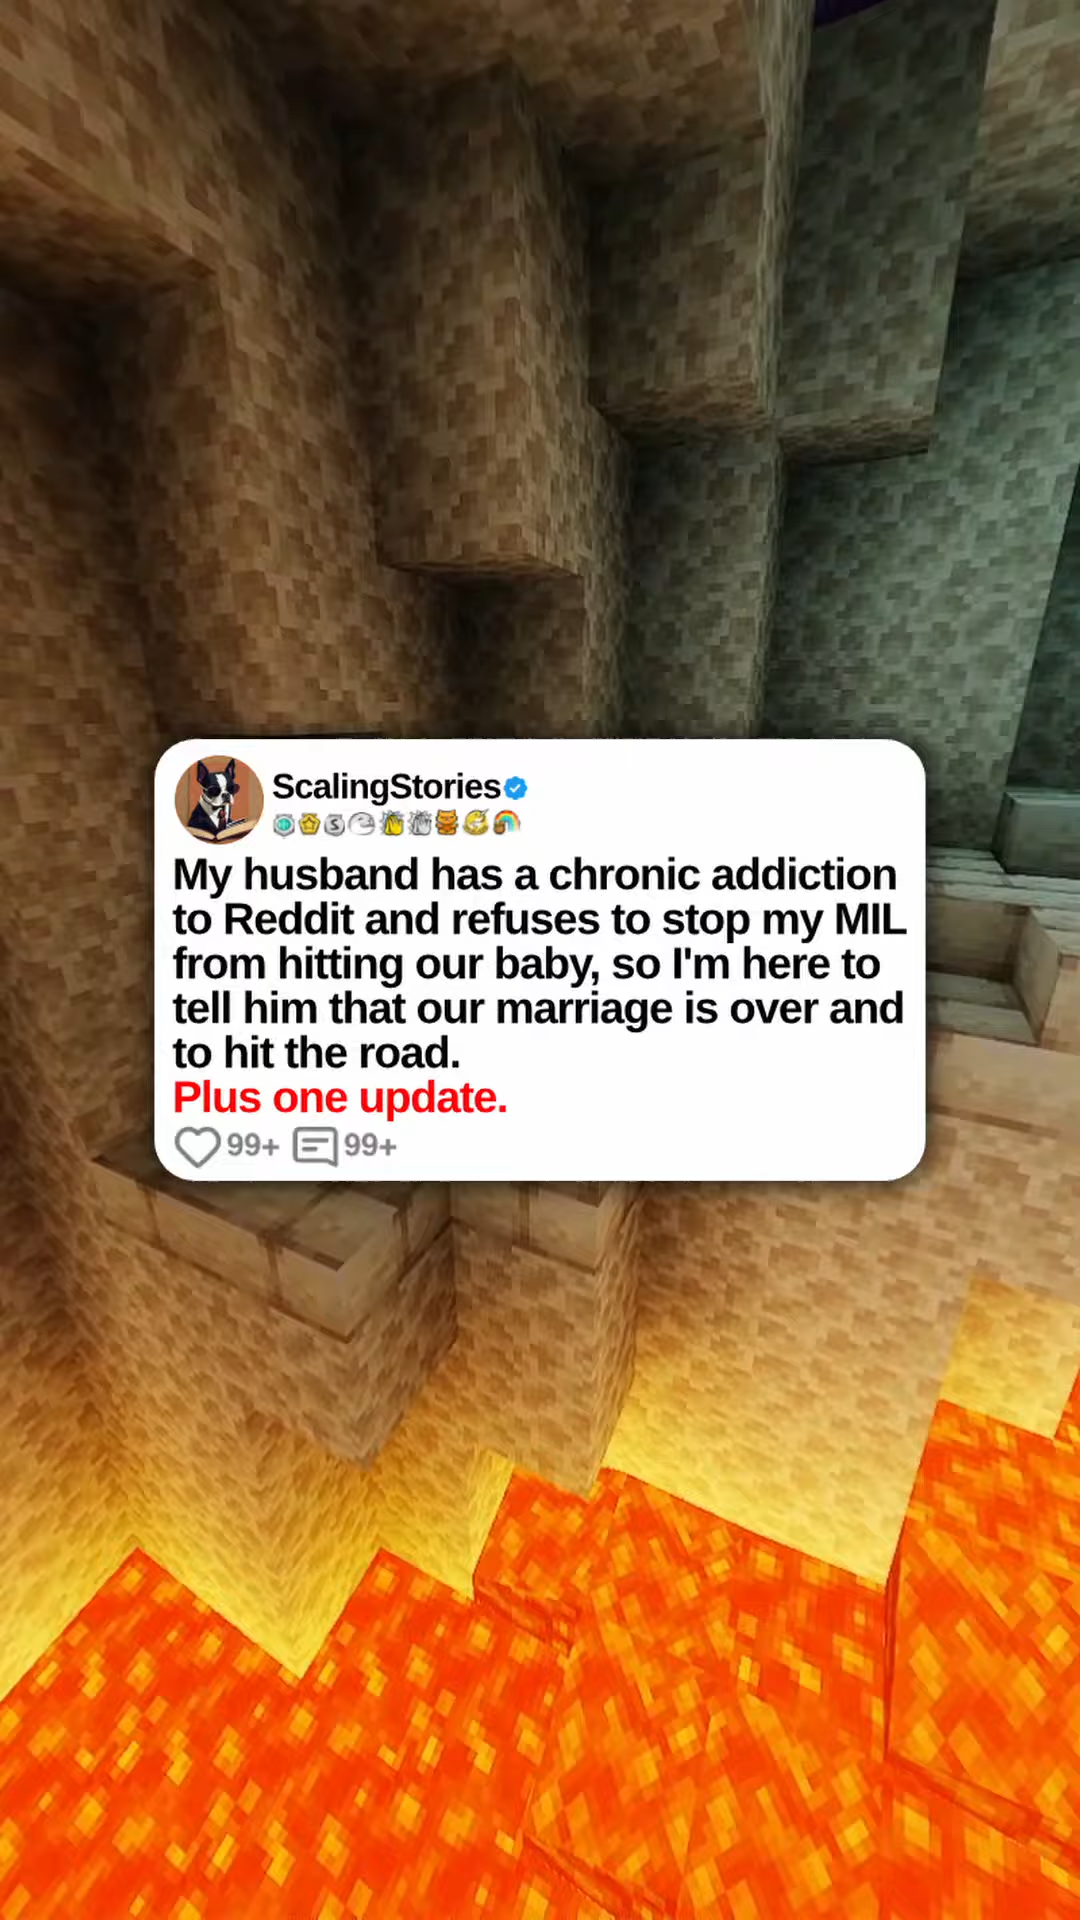 ScalingStories
My husband has a chronic addiction
to Reddit and refuses to stop my MIL
from hitting our baby, so I'm here to
tell him that our marriage is over and
to hit the road.
Plus one update.
99+ 99+